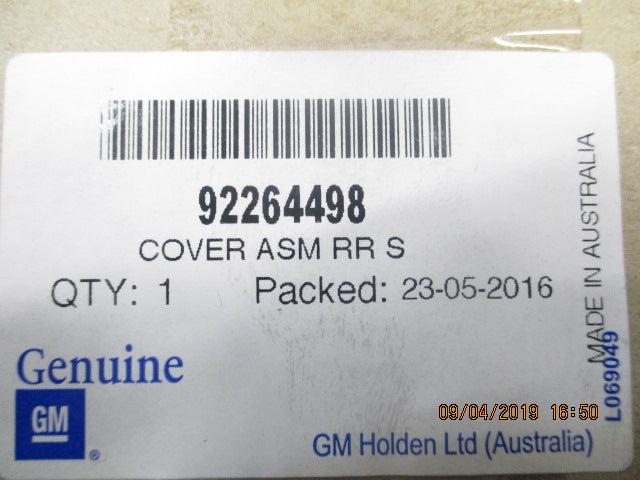 92264498
COVER ASM RR S
QTY: 1 Packed: 23-05-2016
MADE IN AUSTRALIA
L069049
Genuine
GM
®
GM Holden Ltd (Australia)
09/04/2019 16:50